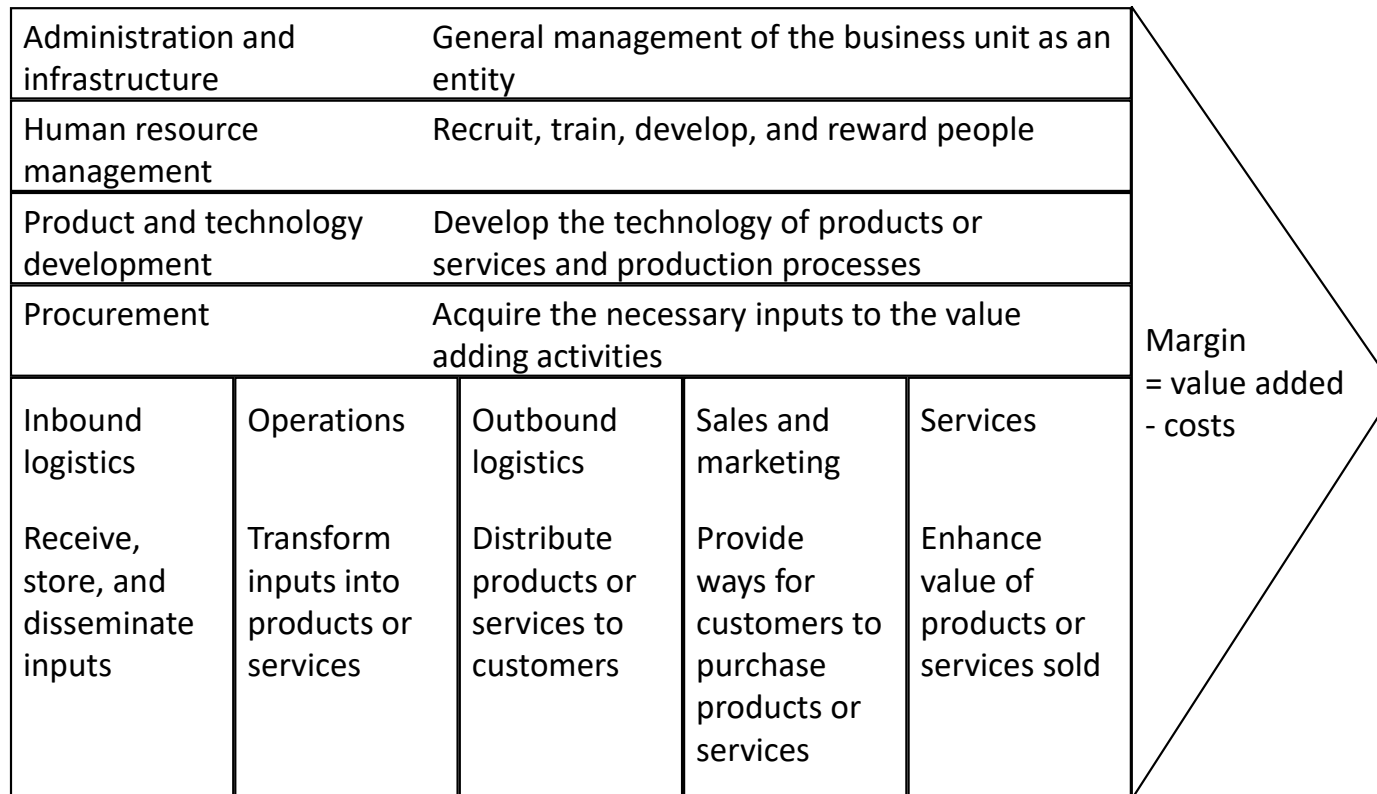 Administration and
infrastructure
General management of the business unit as an
entity
Human resource
management
Recruit, train, develop, and reward people
Product and technology
development
Develop the technology of products or
services and production processes
Procurement
Acquire the necessary inputs to the value
adding activities
Inbound
logistics
Receive,
store, and
disseminate
inputs
Operations
Transform
inputs into
products or
services
Outbound
logistics
Distribute
products or
services to
customers
Sales and
marketing
Provide
ways for
customers to
purchase
products or
services
Services
Enhance
value of
products or
services sold
Margin
= value added
- costs